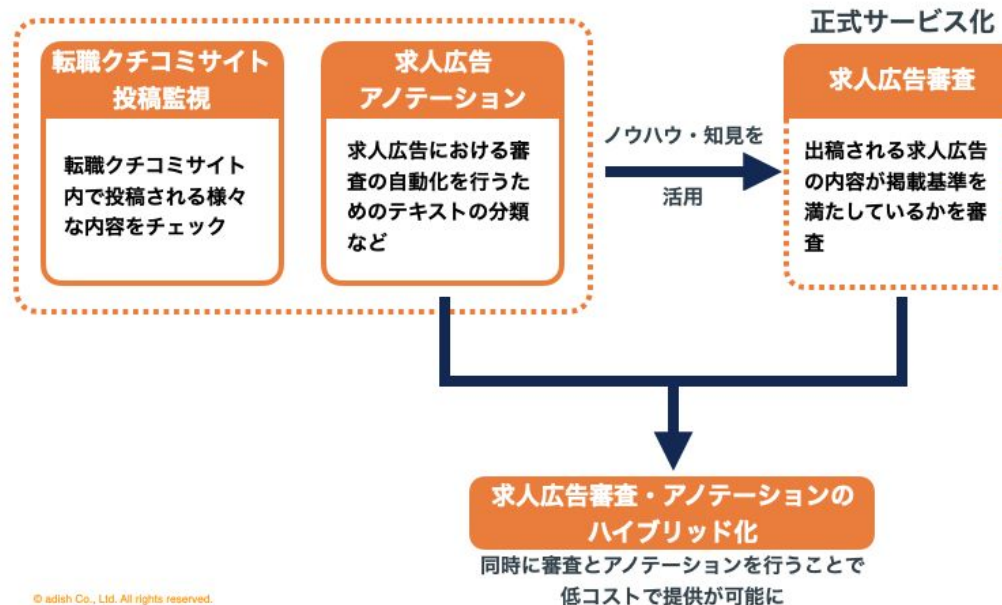 正式サービス化
転職クチコミサイト
投稿監視
転職クチコミサイト
内で投稿される様々
な内容をチェック
求人広告
アノテーション
求人広告における審
査の自動化を行うた
めのテキストの分類
など
ノウハウ・知見を
活用
求人広告審査
出稿される求人広告
の内容が掲載基準を
満たしているかを審
査
求人広告審査・アノテーションの
ハイブリッド化
同時に審査とアノテーションを行うことで
低コストで提供が可能に
© adish Co., Ltd. All rights reserved.